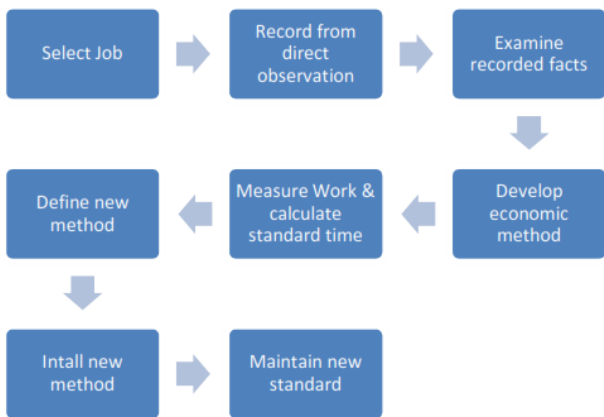 Select Job
Record from
direct
observation
Examine
recorded facts
Develop
economic
method
Measure Work &
calculate
standard time
Define new
method
Intall new
method
Maintain new
standard